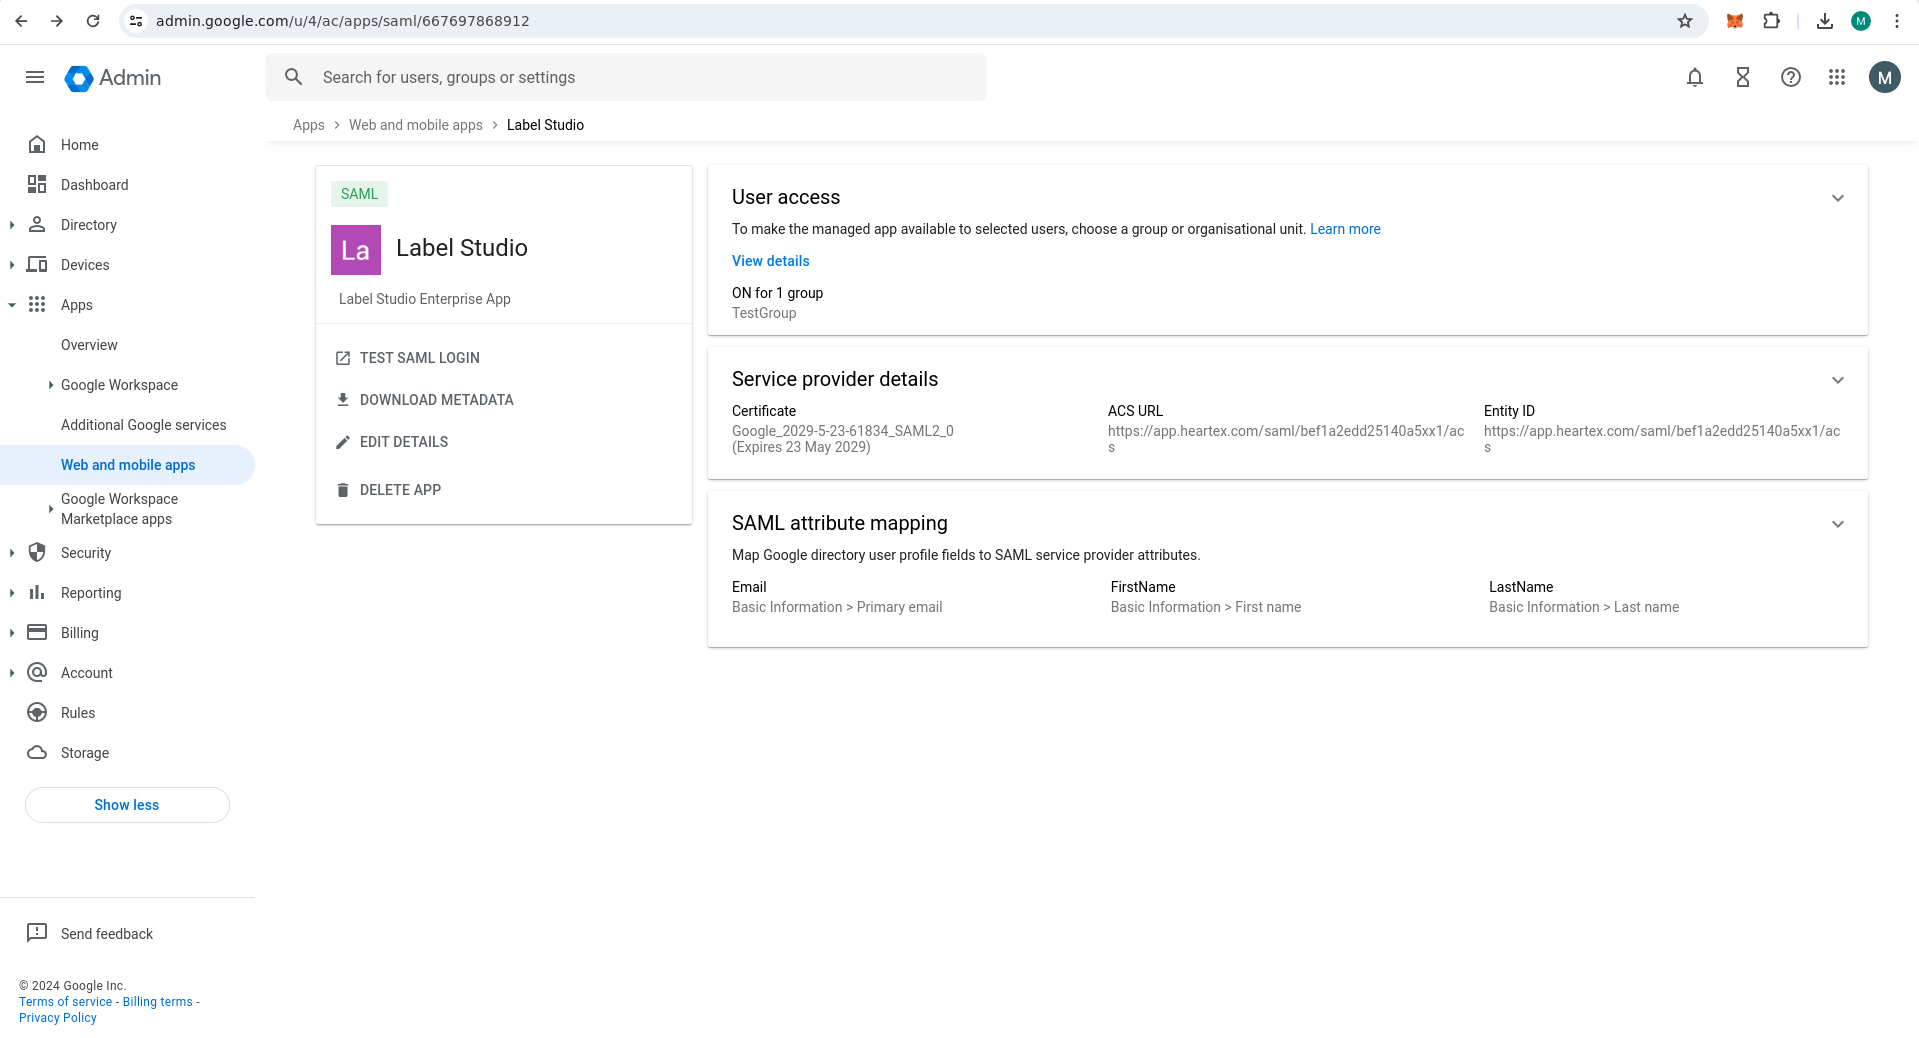 admin.google.com/u/4/ac/apps/saml/667697868912
M
Admin
Search for users, groups or settings
M
Apps > Web and mobile apps > Label Studio
Home
Dashboard
Directory
Devices
Apps
Overview
Google Workspace
Additional Google services
Web and mobile apps
Google Workspace
Marketplace apps
Security
Reporting
Billing
Account
Rules
Storage
Show less
Send feedback
© 2024 Google Inc.
Terms of service - Billing terms -
Privacy Policy
SAML
La
Label Studio
Label Studio Enterprise App
TEST SAML LOGIN
DOWNLOAD METADATA
EDIT DETAILS
DELETE APP
User access
To make the managed app available to selected users, choose a group or organisational unit. Learn more
View details
ON for 1 group
TestGroup
Service provider details
Certificate
Google_2029-5-23-61834_SAML2_0
(Expires 23 May 2029)
ACS URL
https://app.heartex.com/saml/bef1a2edd25140a5xx1/ac
s
Entity ID
https://app.heartex.com/saml/bef1a2edd25140a5xx1/ac
s
SAML attribute mapping
Map Google directory user profile fields to SAML service provider attributes.
Email
Basic Information > Primary email
FirstName
Basic Information > First name
LastName
Basic Information > Last name